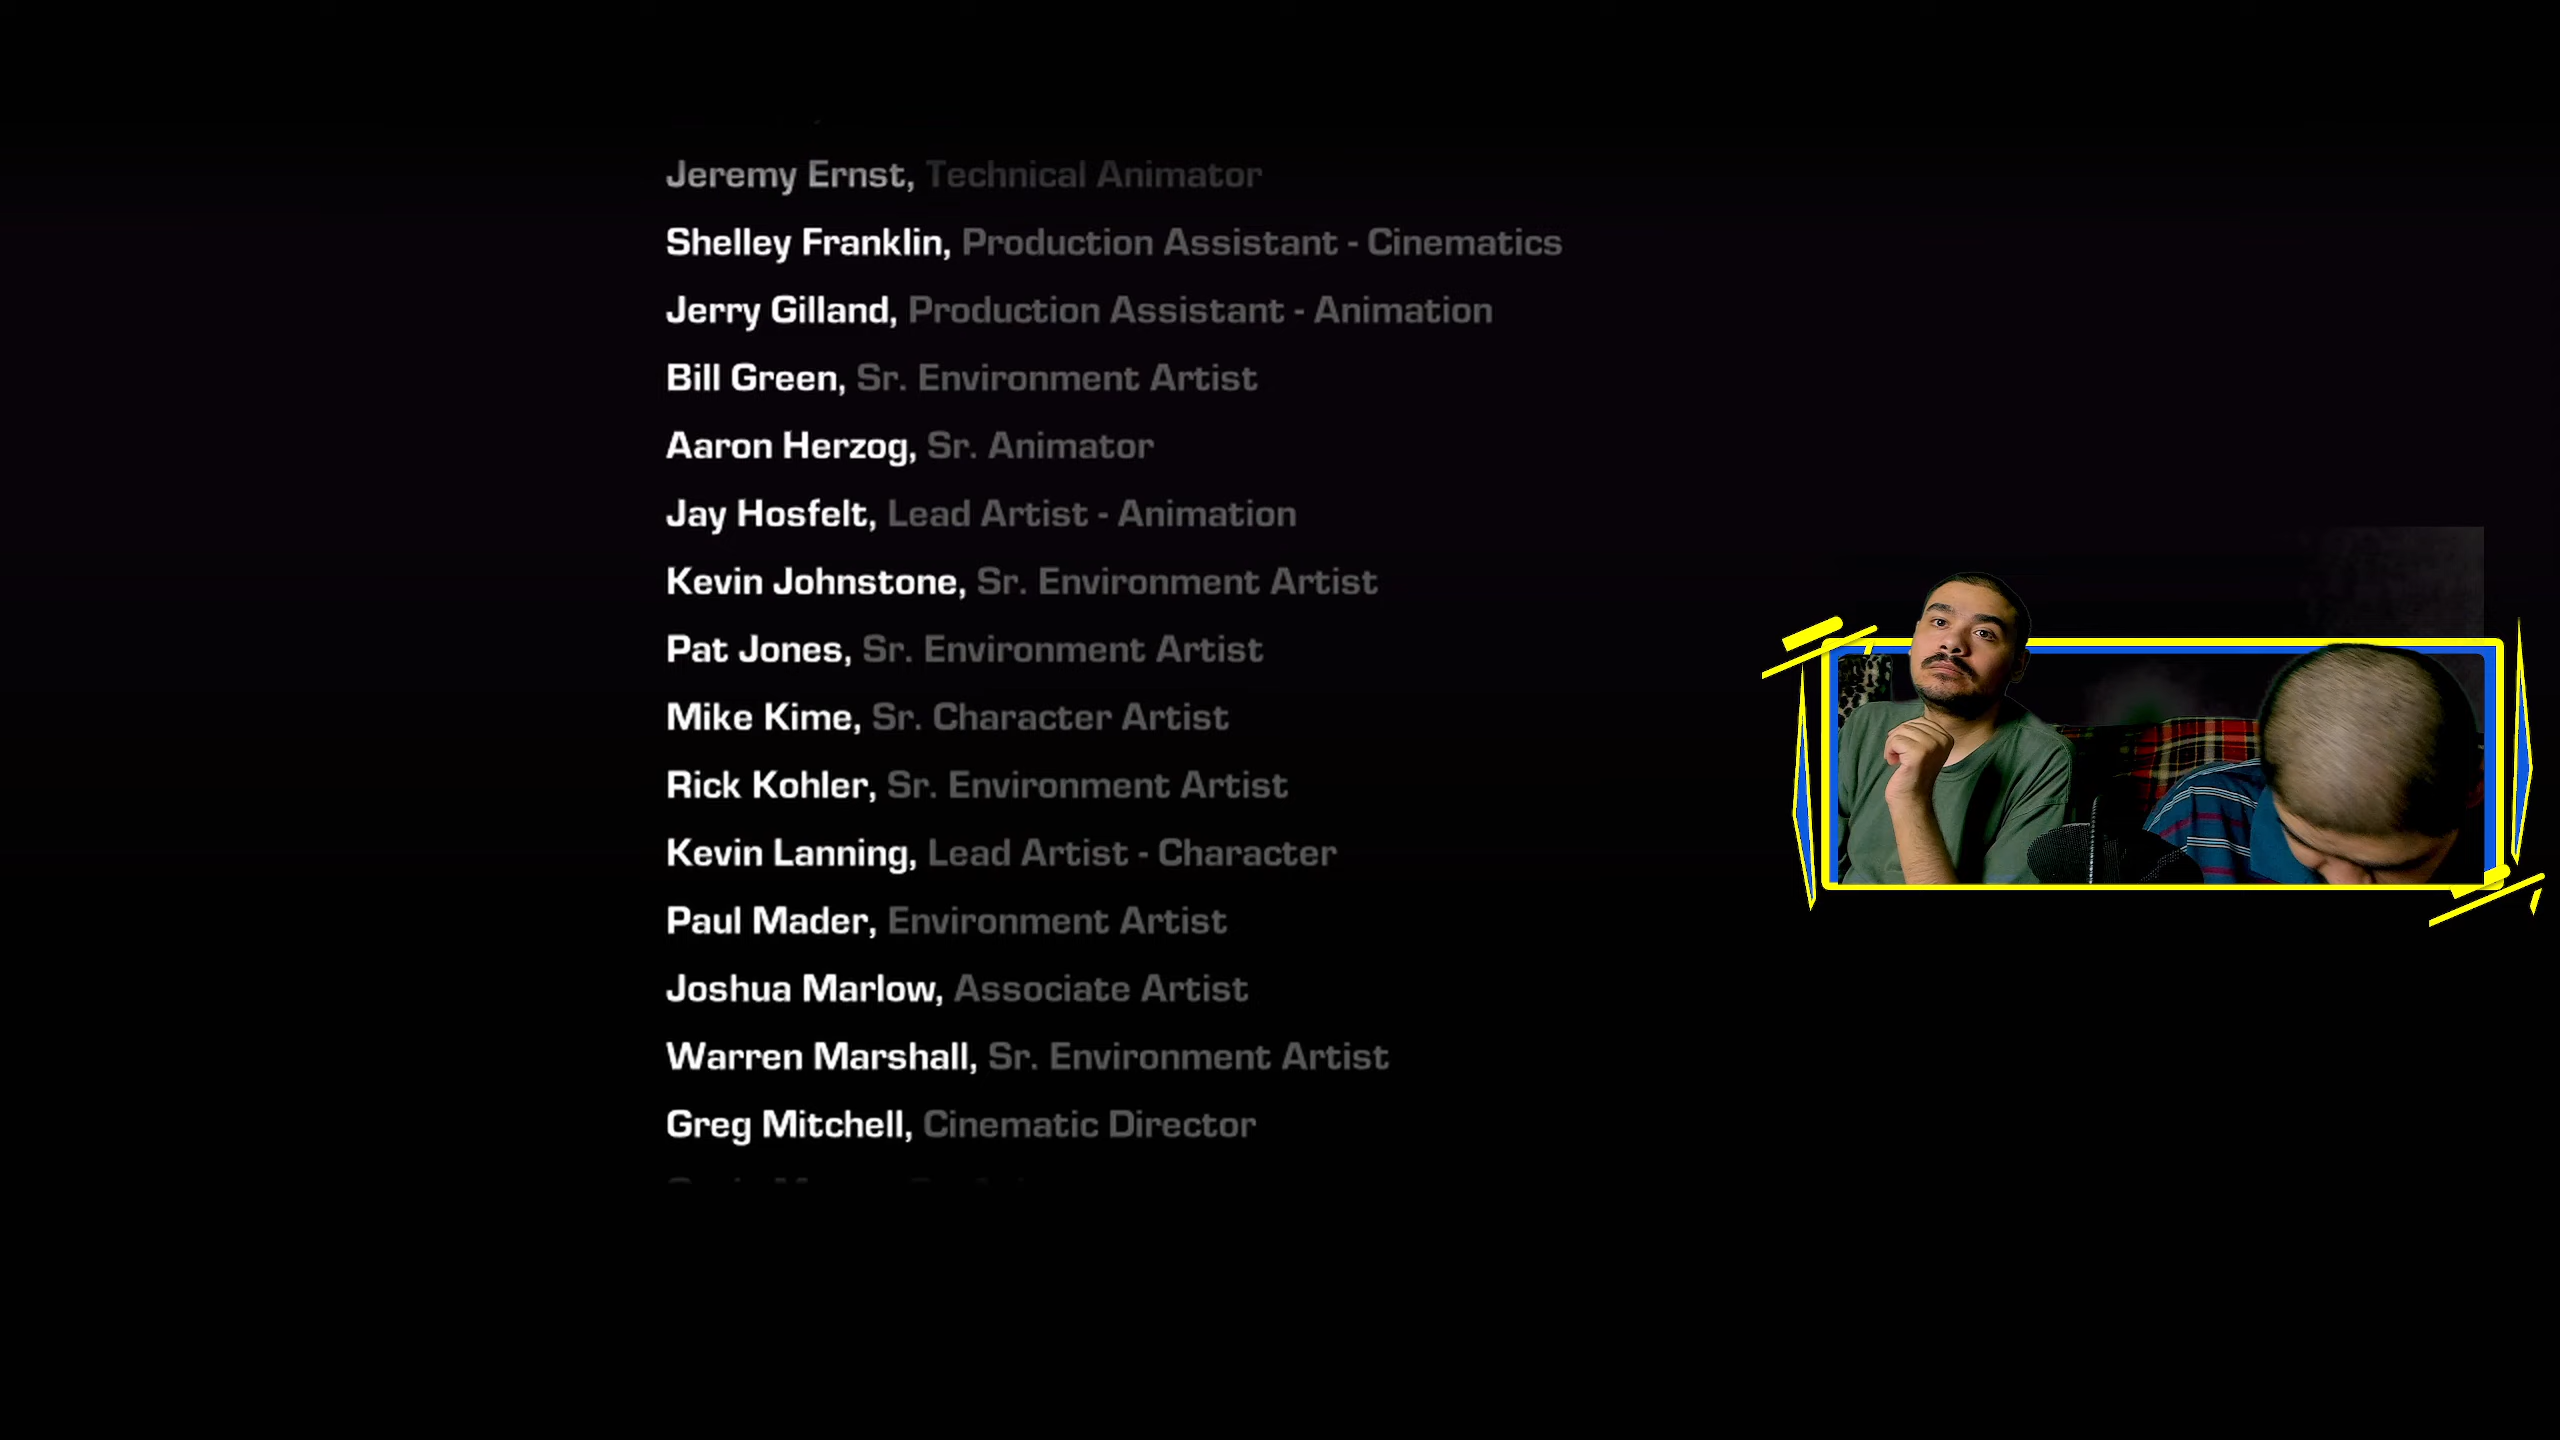 Jeremy Ernst, Technical Animator
Shelley Franklin, Production Assistant - Cinematics
Jerry Gilland, Production Assistant - Animation
Bill Green, Sr. Environment Artist
Aaron Herzog, Sr. Animator
Jay Hosfelt, Lead Artist - Animation
Kevin Johnstone, Sr. Environment Artist
Pat Jones, Sr. Environment Artist
Mike Kime, Sr. Character Artist
Rick Kohler, Sr. Environment Artist
Kevin Lanning, Lead Artist - Character
Paul Mader, Environment Artist
Joshua Marlow, Associate Artist
Warren Marshall, Sr. Environment Artist
Greg Mitchell, Cinematic Director